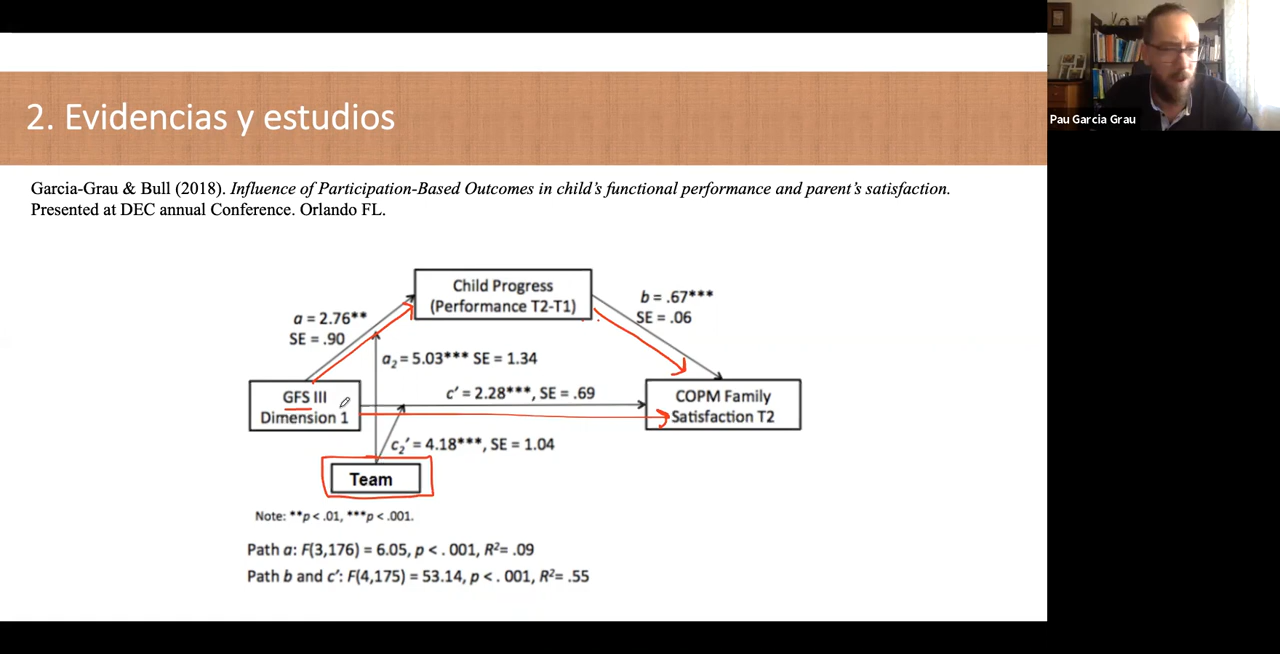 2. Evidencias y estudios
Garcia-Grau & Bull (2018). Influence of Participation-Based Outcomes in child's functional performance and parent's satisfaction.
Presented at DEC annual Conference. Orlando FL.
Child Progress
(Performance T2-T1)
a = 2.76**
SE = .90
b = .67***
SE = .06
a₂ = 5.03*** SE = 1.34
GFS III
Dimension 1
c' = 2.28***, SE = .69
COPM Family
Satisfaction T2
c₂' = 4.18***, SE = 1.04
Team
Note: **p < .01, ***p < .001.
Path a: F(3,176) = 6.05, p < . 001, R²= .09
Path b and c': F(4,175) = 53.14, p < . 001, R²= .55
Pau Garcia Grau